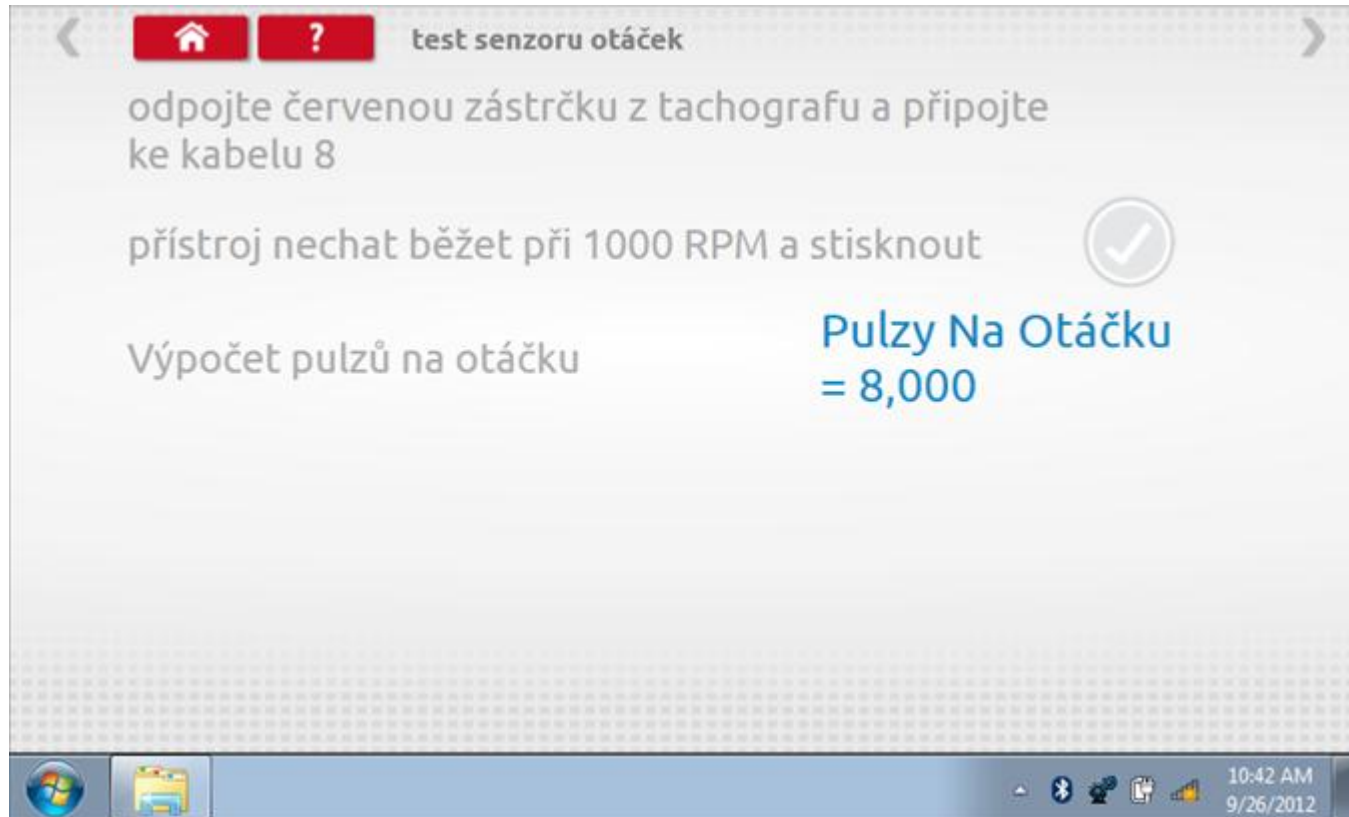 ? test senzoru otáček
odpojte červenou zástrčku z tachografu a připojte
ke kabelu 8
přístroj nechat běžet při 1000 RPM a stisknout
Výpočet pulzů na otáčku
Pulzy Na Otáčku
= 8,000
10:42 AM
9/26/2012